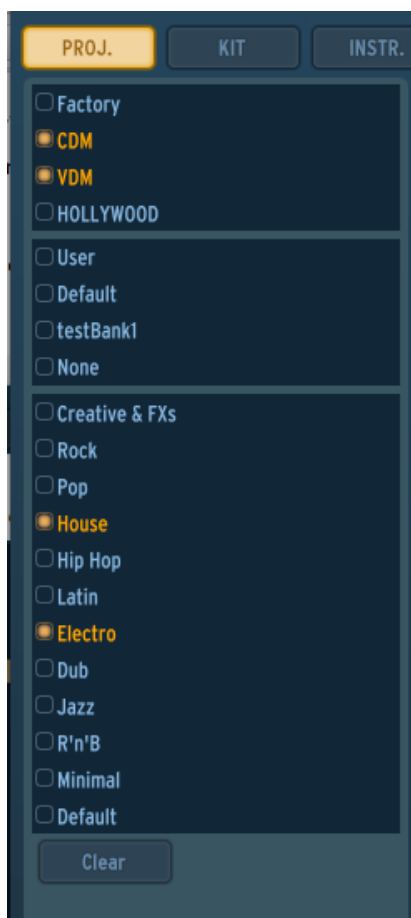 PROJ. KIT INSTR.
Factory
CDM
VDM
HOLLYWOOD
User
Default
testBank1
None
Creative & FXs
Rock
Pop
House
Hip Hop
Latin
Electro
Dub
Jazz
R'n'B
Minimal
Default
Clear